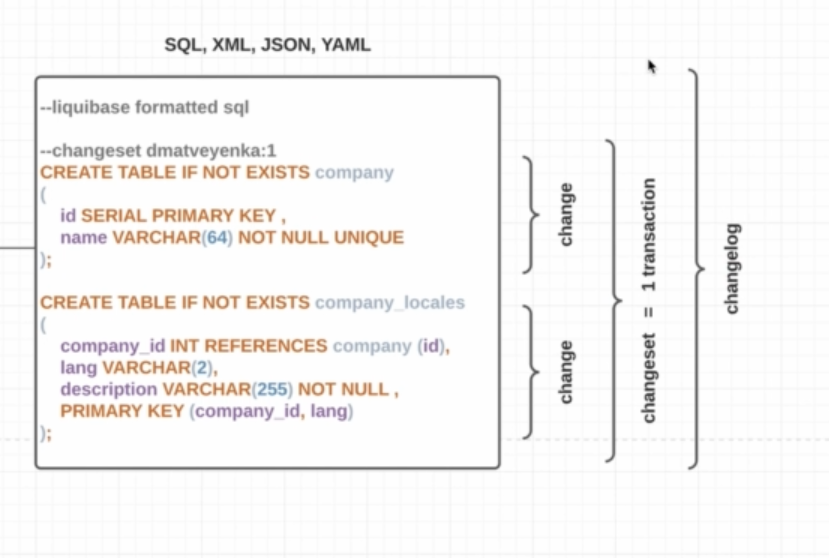 SQL, XML, JSON, YAML
--liquibase formatted sql
--changeset dmatveyenka:1
CREATE TABLE IF NOT EXISTS company
(
id SERIAL PRIMARY KEY ,
name VARCHAR(64) NOT NULL UNIQUE
);
CREATE TABLE IF NOT EXISTS company_locales
(
company_id INT REFERENCES company (id),
lang VARCHAR(2),
description VARCHAR(255) NOT NULL ,
PRIMARY KEY (company_id, lang)
);
change
change
changeset = 1 transaction
changelog